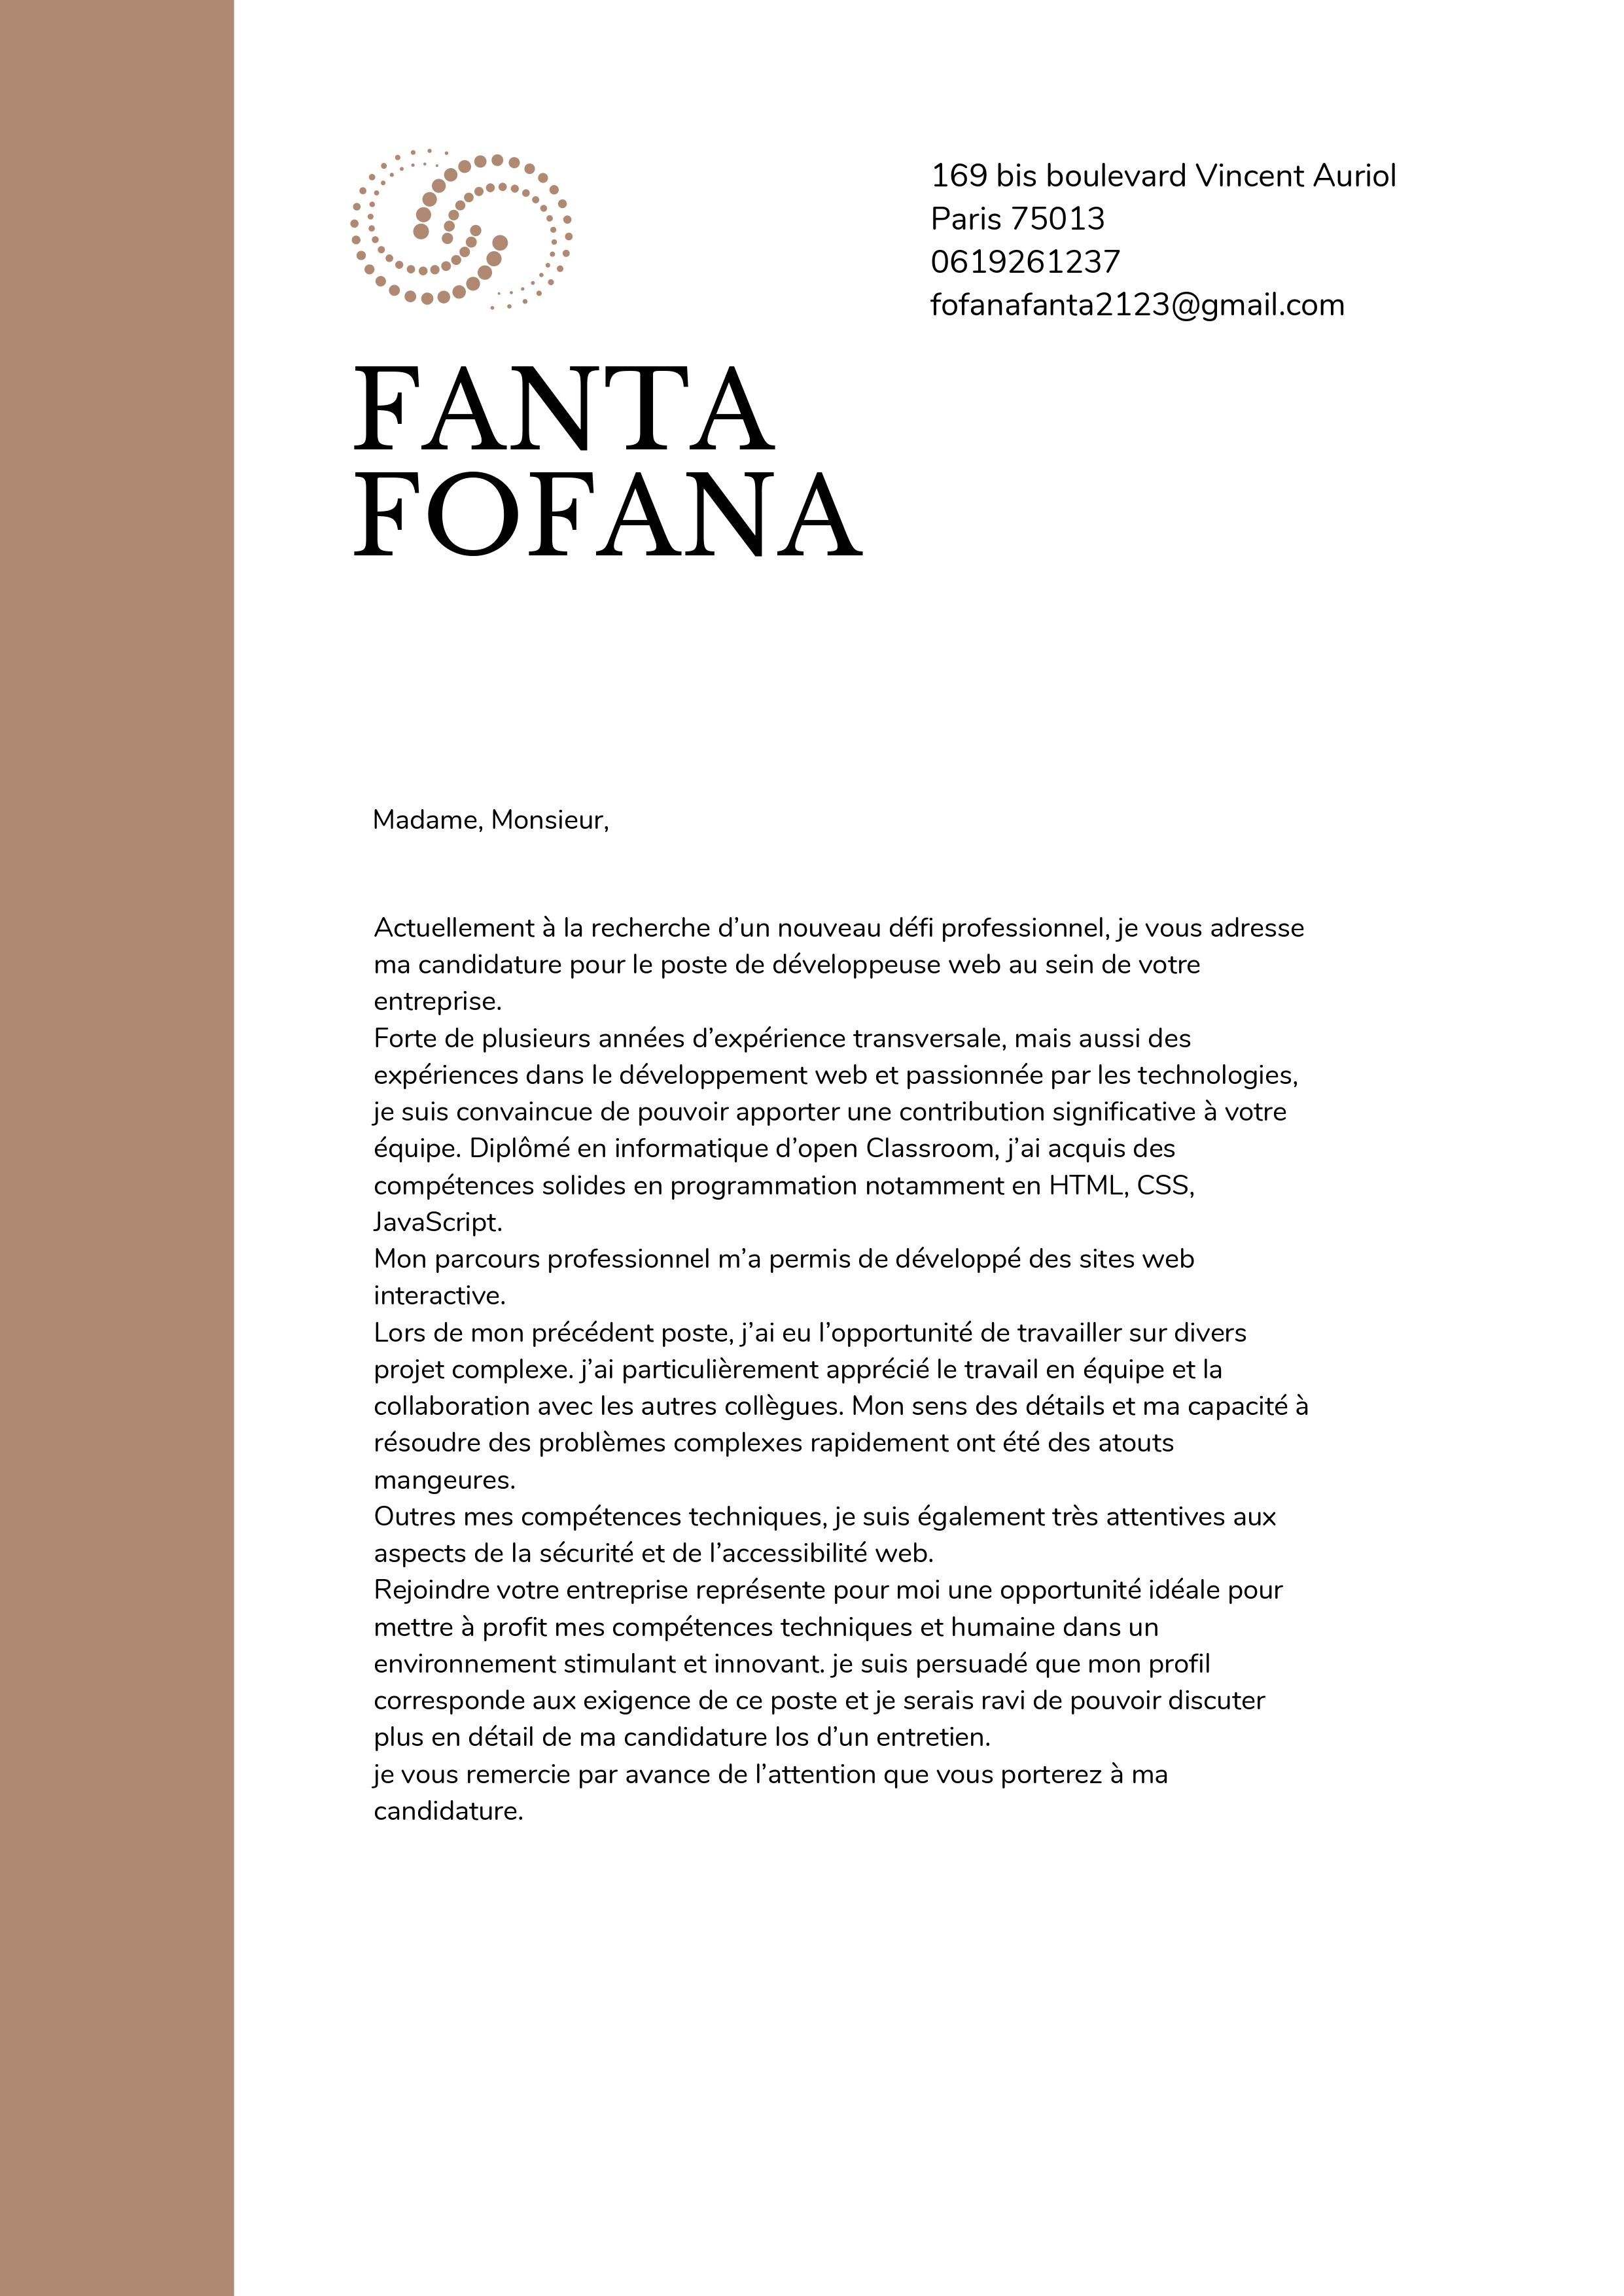 169 bis boulevard Vincent Auriol
Paris 75013
0619261237
fofanafanta2123@gmail.com
FANTA
FOFANA
Madame, Monsieur,
Actuellement à la recherche d’un nouveau défi professionnel, je vous adresse
ma candidature pour le poste de développeuse web au sein de votre
entreprise.
Forte de plusieurs années d’expérience transversale, mais aussi des
expériences dans le développement web et passionnée par les technologies,
je suis convaincue de pouvoir apporter une contribution significative à votre
équipe. Diplômé en informatique d’open Classroom, j’ai acquis des
compétences solides en programmation notamment en HTML, CSS,
JavaScript.
Mon parcours professionnel m’a permis de développé des sites web
interactive.
Lors de mon précédent poste, j’ai eu l’opportunité de travailler sur divers
projet complexe. j’ai particulièrement apprécié le travail en équipe et la
collaboration avec les autres collègues. Mon sens des détails et ma capacité à
résoudre des problèmes complexes rapidement ont été des atouts
mangeures.
Outres mes compétences techniques, je suis également très attentives aux
aspects de la sécurité et de l’accessibilité web.
Rejoindre votre entreprise représente pour moi une opportunité idéale pour
mettre à profit mes compétences techniques et humaine dans un
environnement stimulant et innovant. je suis persuadé que mon profil
corresponde aux exigence de ce poste et je serais ravi de pouvoir discuter
plus en détail de ma candidature los d’un entretien.
je vous remercie par avance de l’attention que vous porterez à ma
candidature.